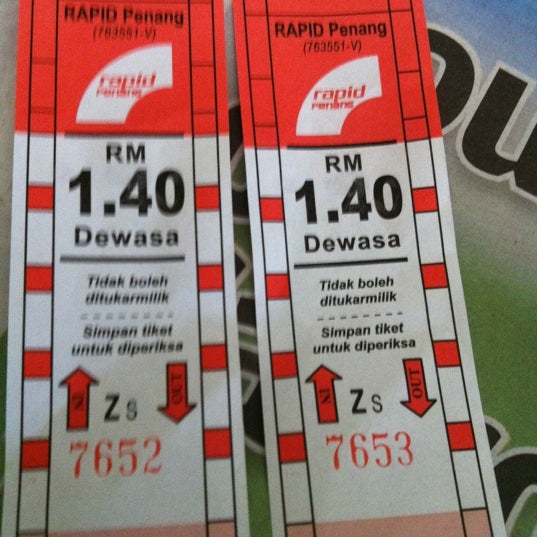 RAPID Penang
(763551-V)
rapid
Penang
RM
1.40
Dewasa
Tidak boleh
ditukarmilik
Simpan tiket
untuk diperiksa
IN
Zs
OUT
7652
RAPID Penang
(763551-V)
rapid
Penang
RM
1.40
Dewasa
Tidak boleh
ditukarmilik
Simpan tiket
untuk diperiksa
IN
Zs
OUT
7653